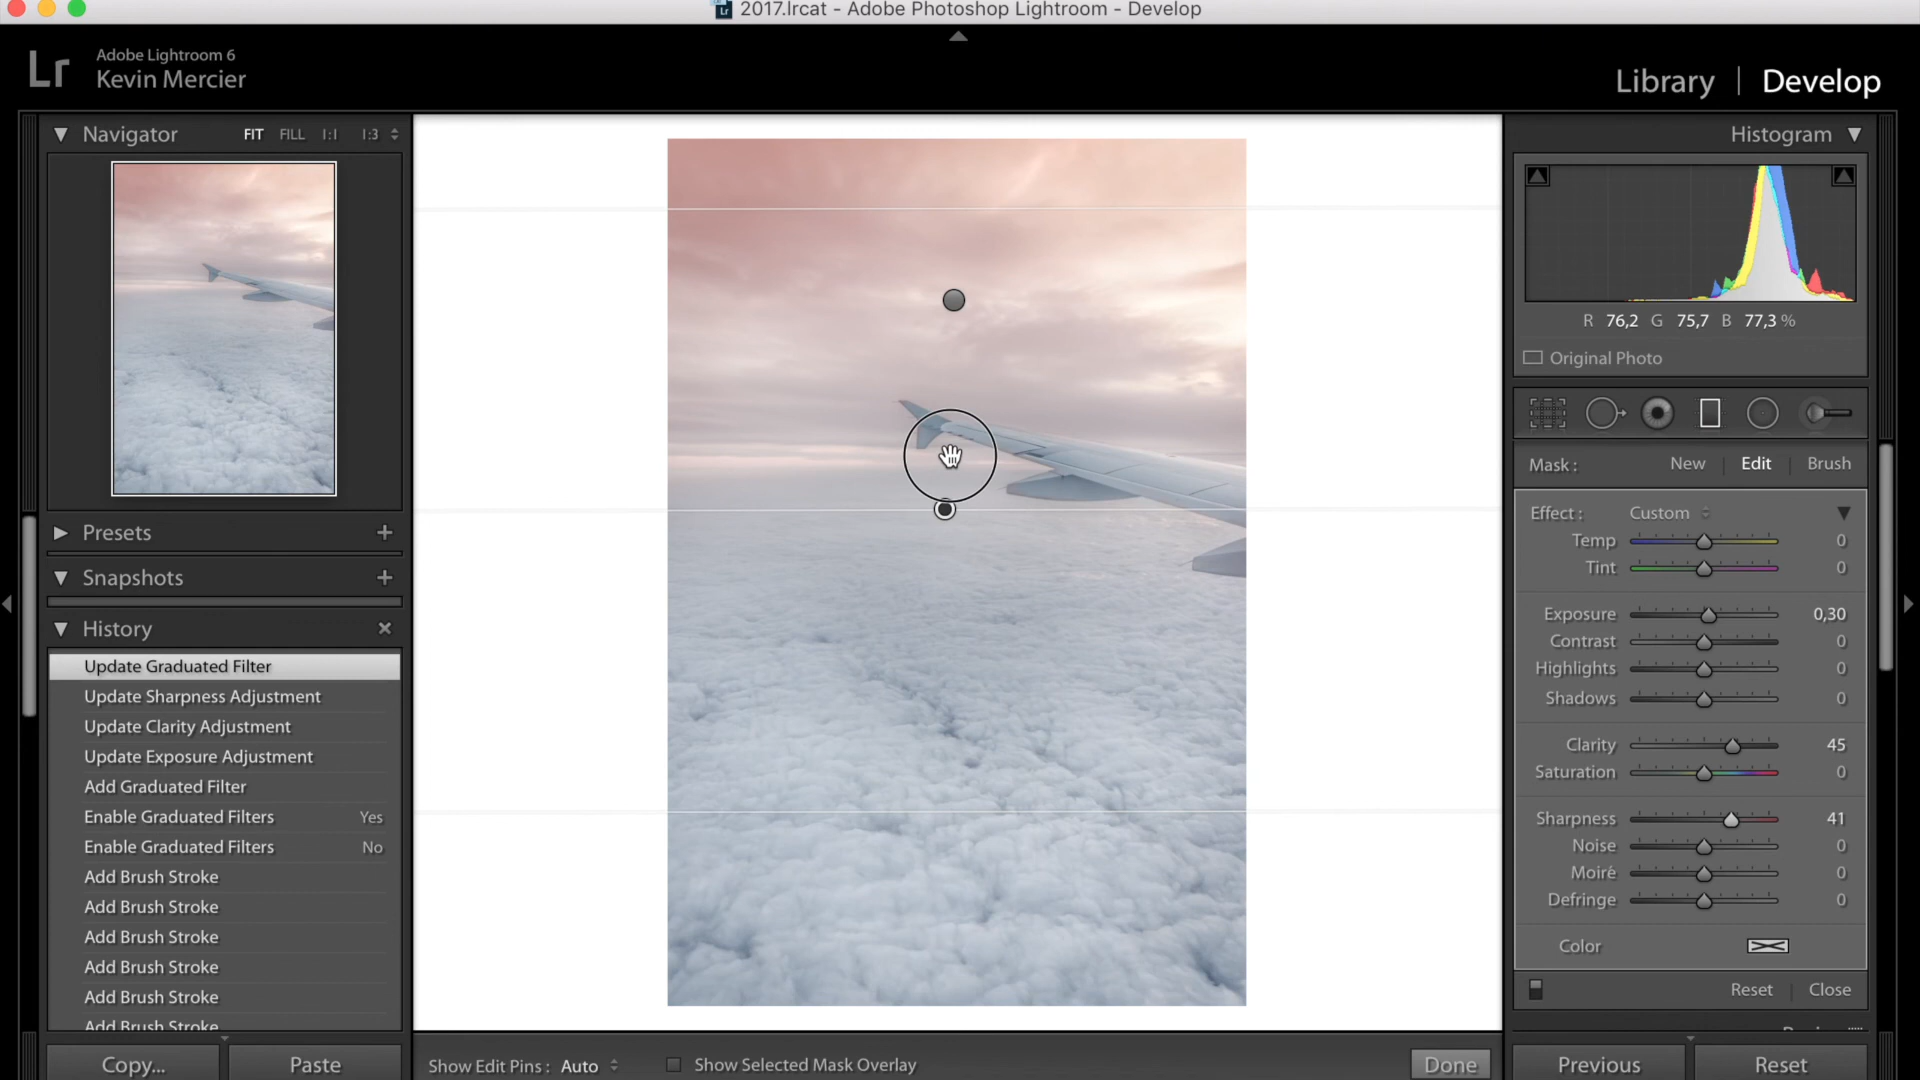 2017.lrcat - Adobe Photoshop Lightroom - Develop
Lr
Adobe Lightroom 6
Kevin Mercier
Library | Develop
Navigator FIT FILL 1:1 1:3
Presets +
Snapshots +
History ×
Update Graduated Filter
Update Sharpness Adjustment
Update Clarity Adjustment
Update Exposure Adjustment
Add Graduated Filter
Enable Graduated Filters Yes
Enable Graduated Filters No
Add Brush Stroke
Add Brush Stroke
Add Brush Stroke
Add Brush Stroke
Add Brush Stroke
Add Brush Stroke
Copy... Paste
Show Edit Pins : Auto Show Selected Mask Overlay Done
Histogram
R 76,2 G 75,7 B 77,3 %
Original Photo
Mask : New | Edit | Brush
Effect : Custom
Temp 0
Tint 0
Exposure 0,30
Contrast 0
Highlights 0
Shadows 0
Clarity 45
Saturation 0
Sharpness 41
Noise 0
Moiré 0
Defringe 0
Color
Reset | Close
Previous Reset